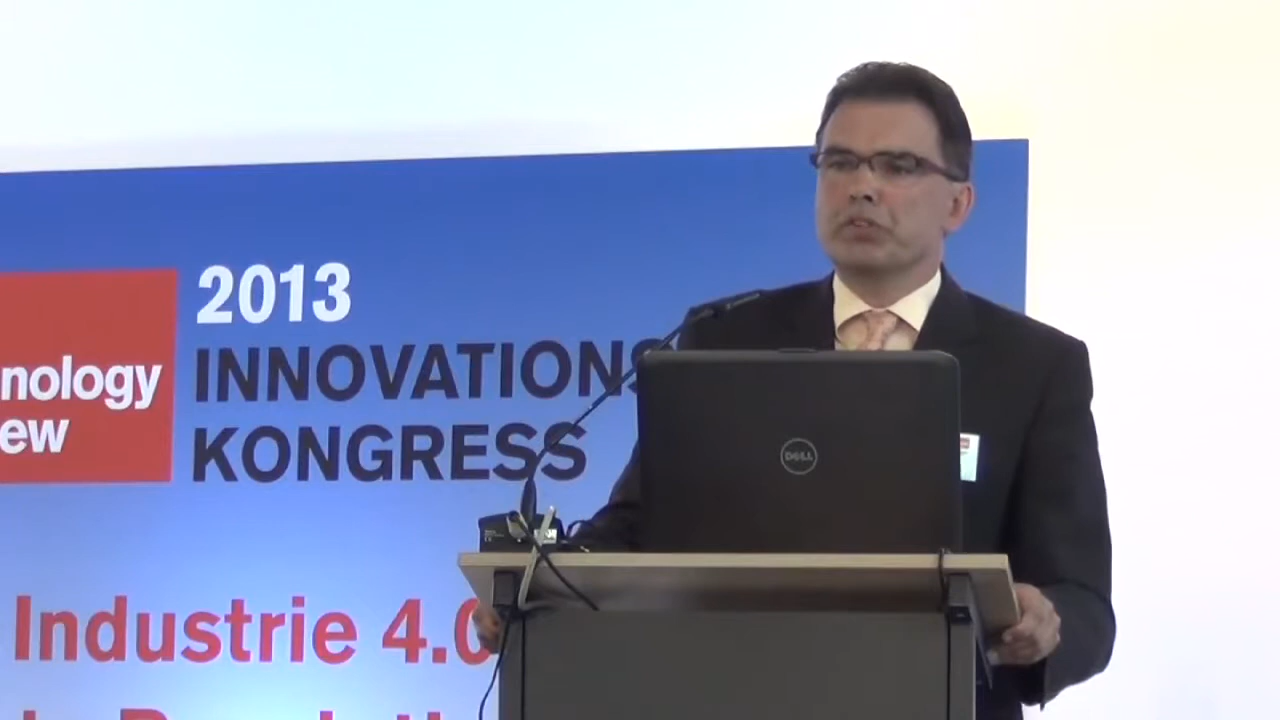 nology
ew
2013
INNOVATIONS
KONGRESS
Industrie 4.0
DELL